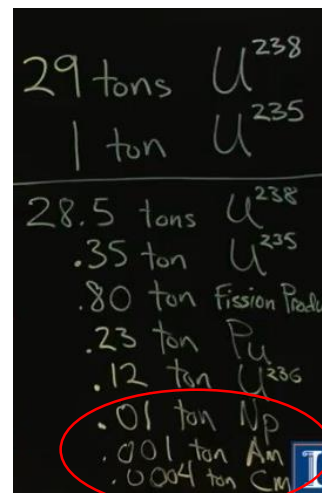 29 tons U²³⁸
1 ton U²³⁵
28.5 tons U²³⁸
.35 ton U²³⁵
.80 ton Fission
.23 ton Pu
.12 ton U²³⁶
.01 ton Np
.001 ton Am
.0004 ton Cm